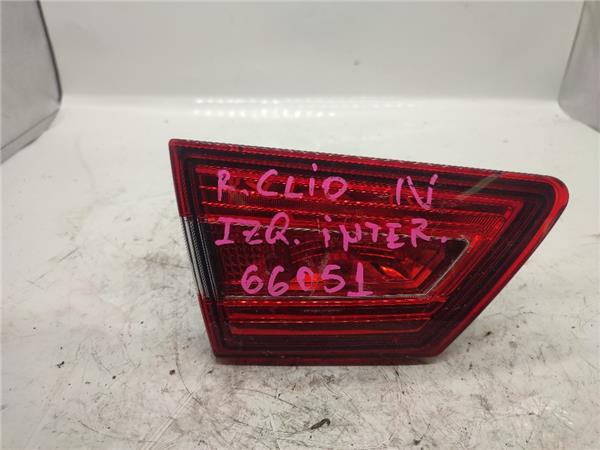 R. CLIO IV
IZQ. iNTER.
66051